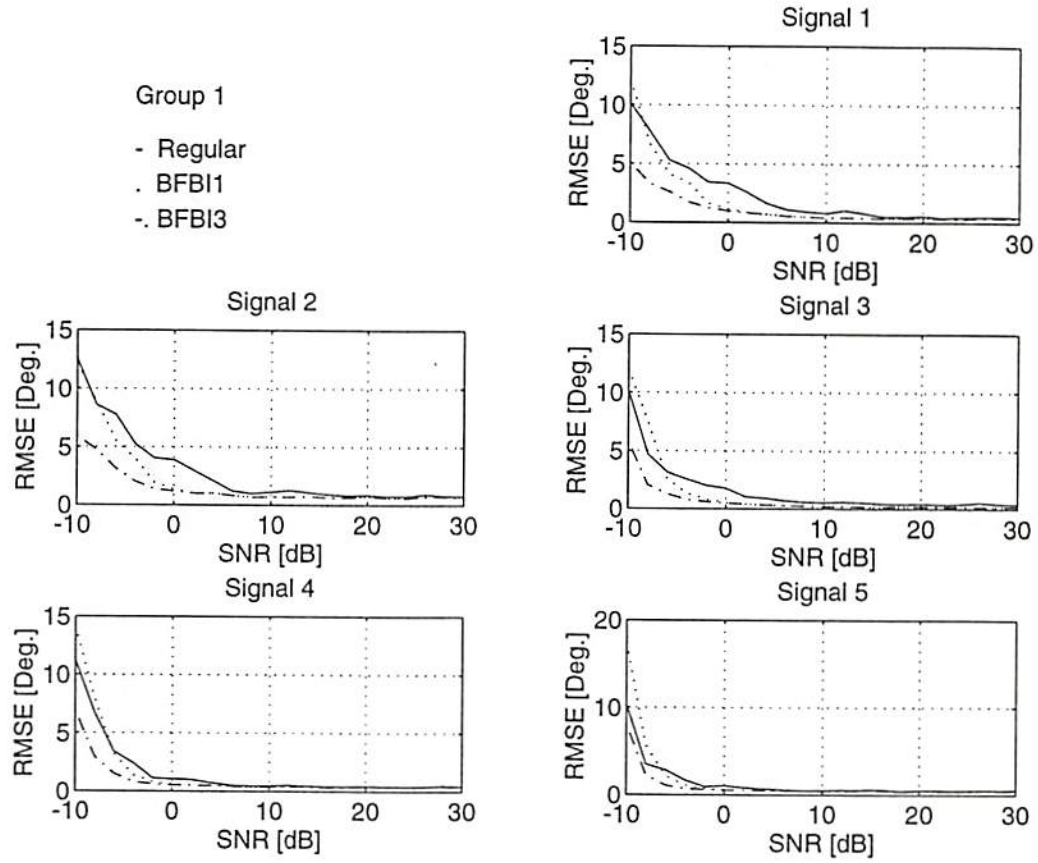 Group 1
- Regular
. BFBI1
-. BFBI3
Signal 1
15
10
5
0
RMSE [Deg.]
-10 0 10 20 30
SNR [dB]
Signal 2
15
10
5
0
RMSE [Deg.]
-10 0 10 20 30
SNR [dB]
Signal 3
15
10
5
0
RMSE [Deg.]
-10 0 10 20 30
SNR [dB]
Signal 4
15
10
5
0
RMSE [Deg.]
-10 0 10 20 30
SNR [dB]
Signal 5
20
10
0
RMSE [Deg.]
-10 0 10 20 30
SNR [dB]